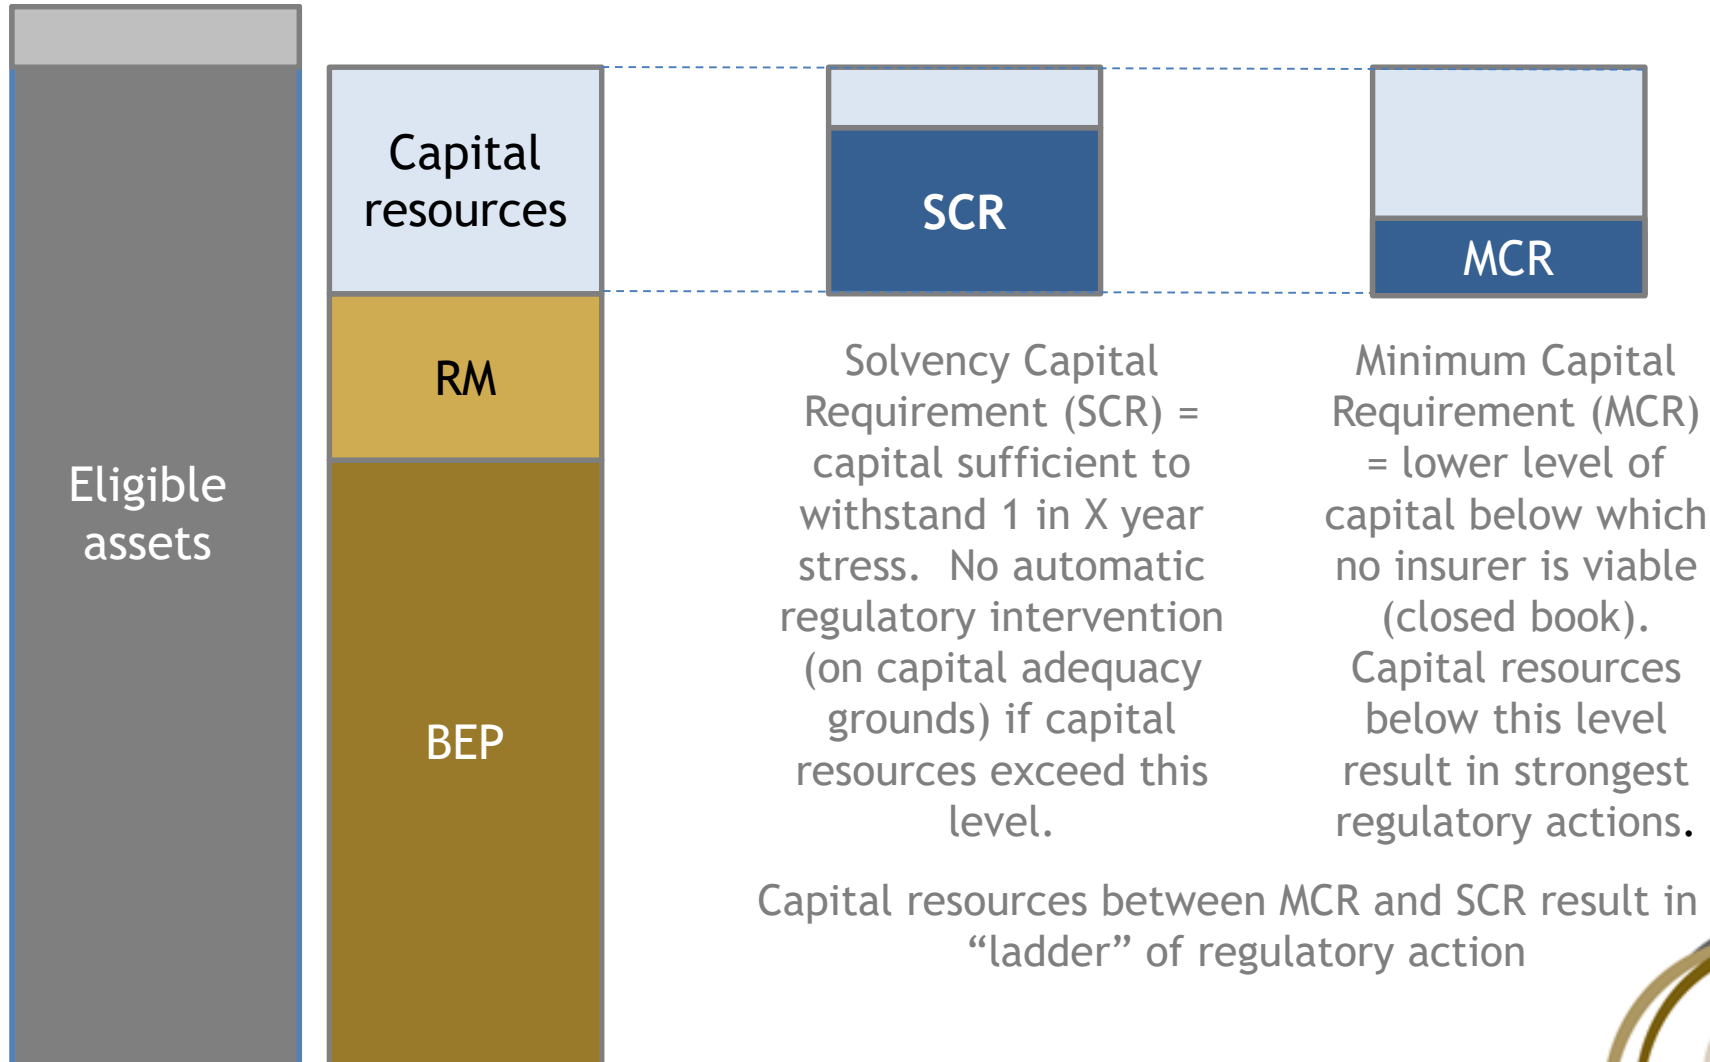 Eligible
assets
Capital
resources
RM
BEP
SCR
MCR
Solvency Capital
Requirement (SCR) =
capital sufficient to
withstand 1 in X year
stress.  No automatic
regulatory intervention
(on capital adequacy
grounds) if capital
resources exceed this
level.
Minimum Capital
Requirement (MCR)
= lower level of
capital below which
no insurer is viable
(closed book).
Capital resources
below this level
result in strongest
regulatory actions.
Capital resources between MCR and SCR result in
“ladder” of regulatory action